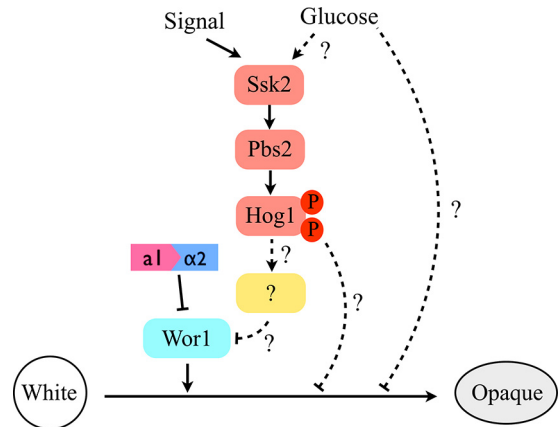 Signal
Glucose
?
Ssk2
Pbs2
?
Hog1
P
P
?
a1
α2
?
?
Wor1
?
White
Opaque